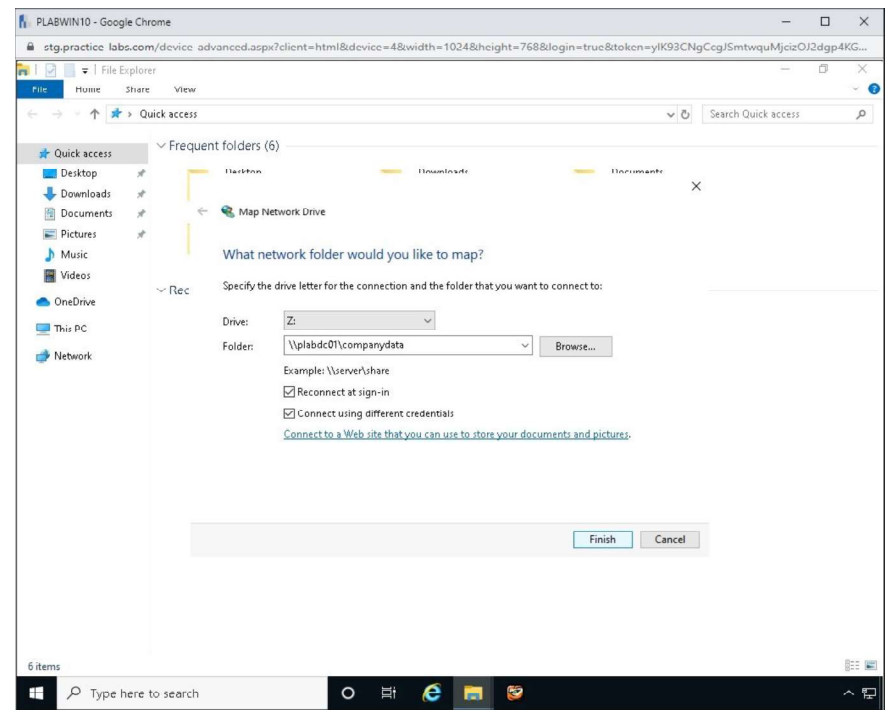 PLABWIN10 - Google Chrome
stg.practice-labs.com/device-advanced.aspx?client=html&device=4&width=1024&height=768&login=true&token=
File Explorer
File Home Share View
Quick access Search Quick access
Frequent folders (6)
Quick access
Desktop Downloads Documents
Desktop
Downloads
Documents
Pictures
Music
Videos
OneDrive
This PC
Network
Rec
Map Network Drive
What network folder would you like to map?
Specify the drive letter for the connection and the folder that you want to connect to:
Drive: Z:
Folder: \\plabdc01\companydata Browse...
Example: \\server\share
Reconnect at sign-in
Connect using different credentials
Connect to a Web site that you can use to store your documents and pictures.
Finish Cancel
6 items
Type here to search